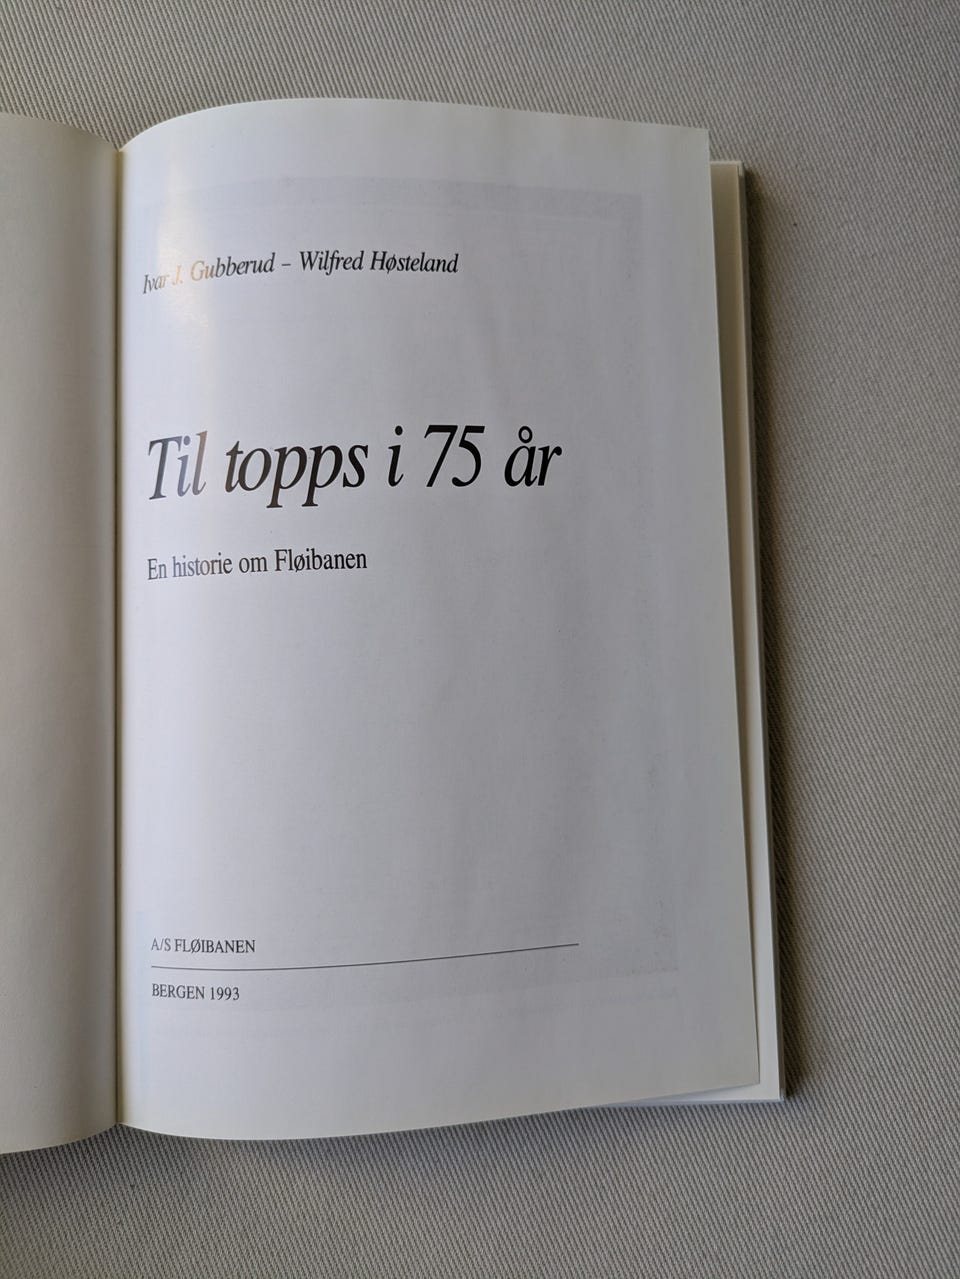 Ivar J. Gubberud – Wilfred Høsteland
Til topps i 75 år
En historie om Fløibanen
A/S FLØIBANEN
BERGEN 1993